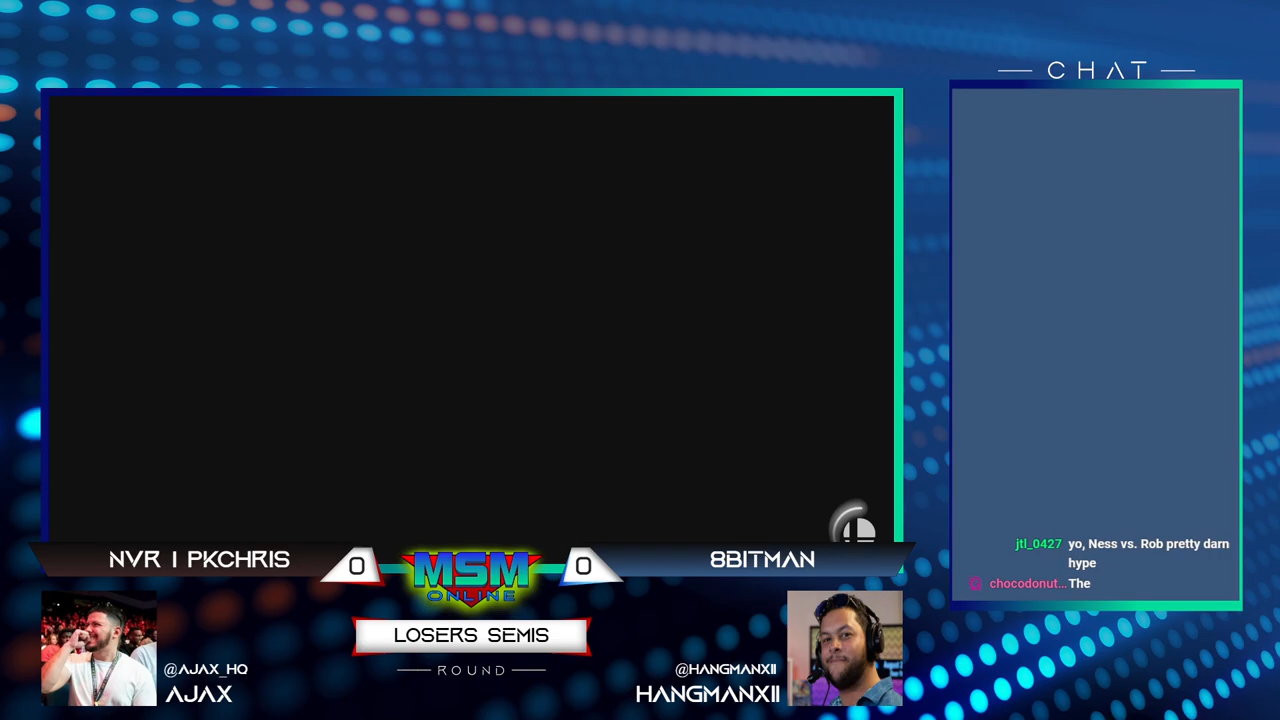 CHAT
jtl_0427 yo, Ness vs. Rob pretty darn
hype
chocodonut... The
NVR | PKCHRIS 0
MSM
ONLINE
0 8BITMAN
LOSERS SEMIS
ROUND
@AJAX_HQ
AJAX
@HANGMANXII
HANGMANXII